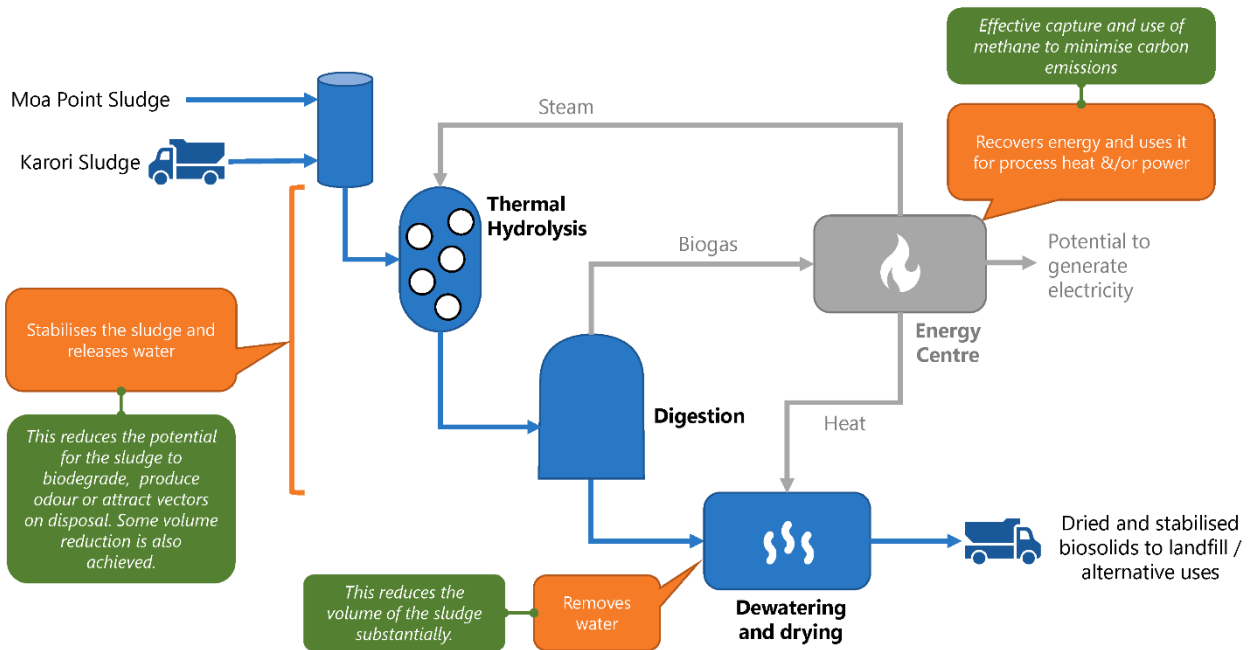 Effective capture and use of
methane to minimise carbon
emissions
Moa Point Sludge
Steam
Karori Sludge
Recovers energy and uses it
for process heat &/or power
Thermal
Hydrolysis
Biogas
Potential to
generate
electricity
Stabilises the sludge and
releases water
Energy
Centre
Digestion
Heat
This reduces the potential
for the sludge to
biodegrade, produce
odour or attract vectors
on disposal. Some volume
reduction is also
achieved.
Dried and stabilised
biosolids to landfill /
alternative uses
This reduces the
volume of the sludge
substantially.
Removes
water
Dewatering
and drying